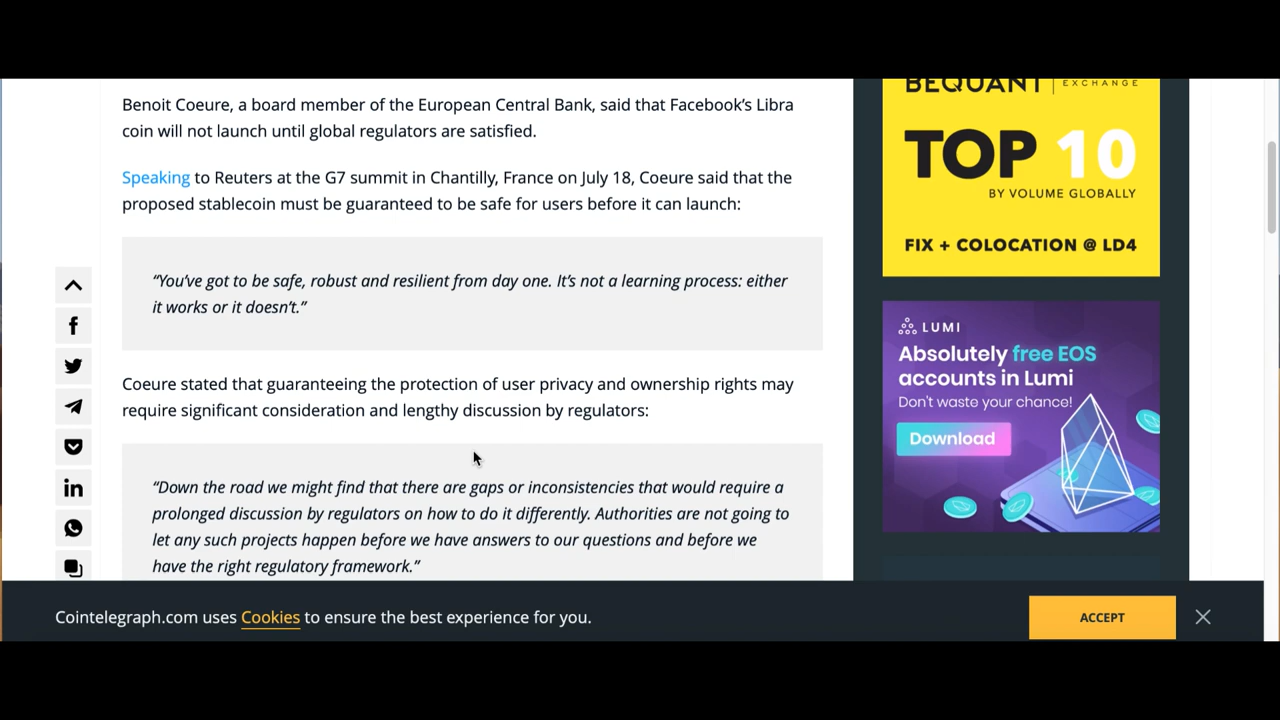 Benoit Coeure, a board member of the European Central Bank, said that Facebook's Libra
coin will not launch until global regulators are satisfied.
Speaking to Reuters at the G7 summit in Chantilly, France on July 18, Coeure said that the
proposed stablecoin must be guaranteed to be safe for users before it can launch:
“You've got to be safe, robust and resilient from day one. It's not a learning process: either
it works or it doesn't.”
Coeure stated that guaranteeing the protection of user privacy and ownership rights may
require significant consideration and lengthy discussion by regulators:
“Down the road we might find that there are gaps or inconsistencies that would require a
prolonged discussion by regulators on how to do it differently. Authorities are not going to
let any such projects happen before we have answers to our questions and before we
have the right regulatory framework.”
BEQUANT | EXCHANGE
TOP 10
BY VOLUME GLOBALLY
FIX + COLOCATION @ LD4
LUMI
Absolutely free EOS
accounts in Lumi
Don't waste your chance!
Download
Cointelegraph.com uses Cookies to ensure the best experience for you.
ACCEPT